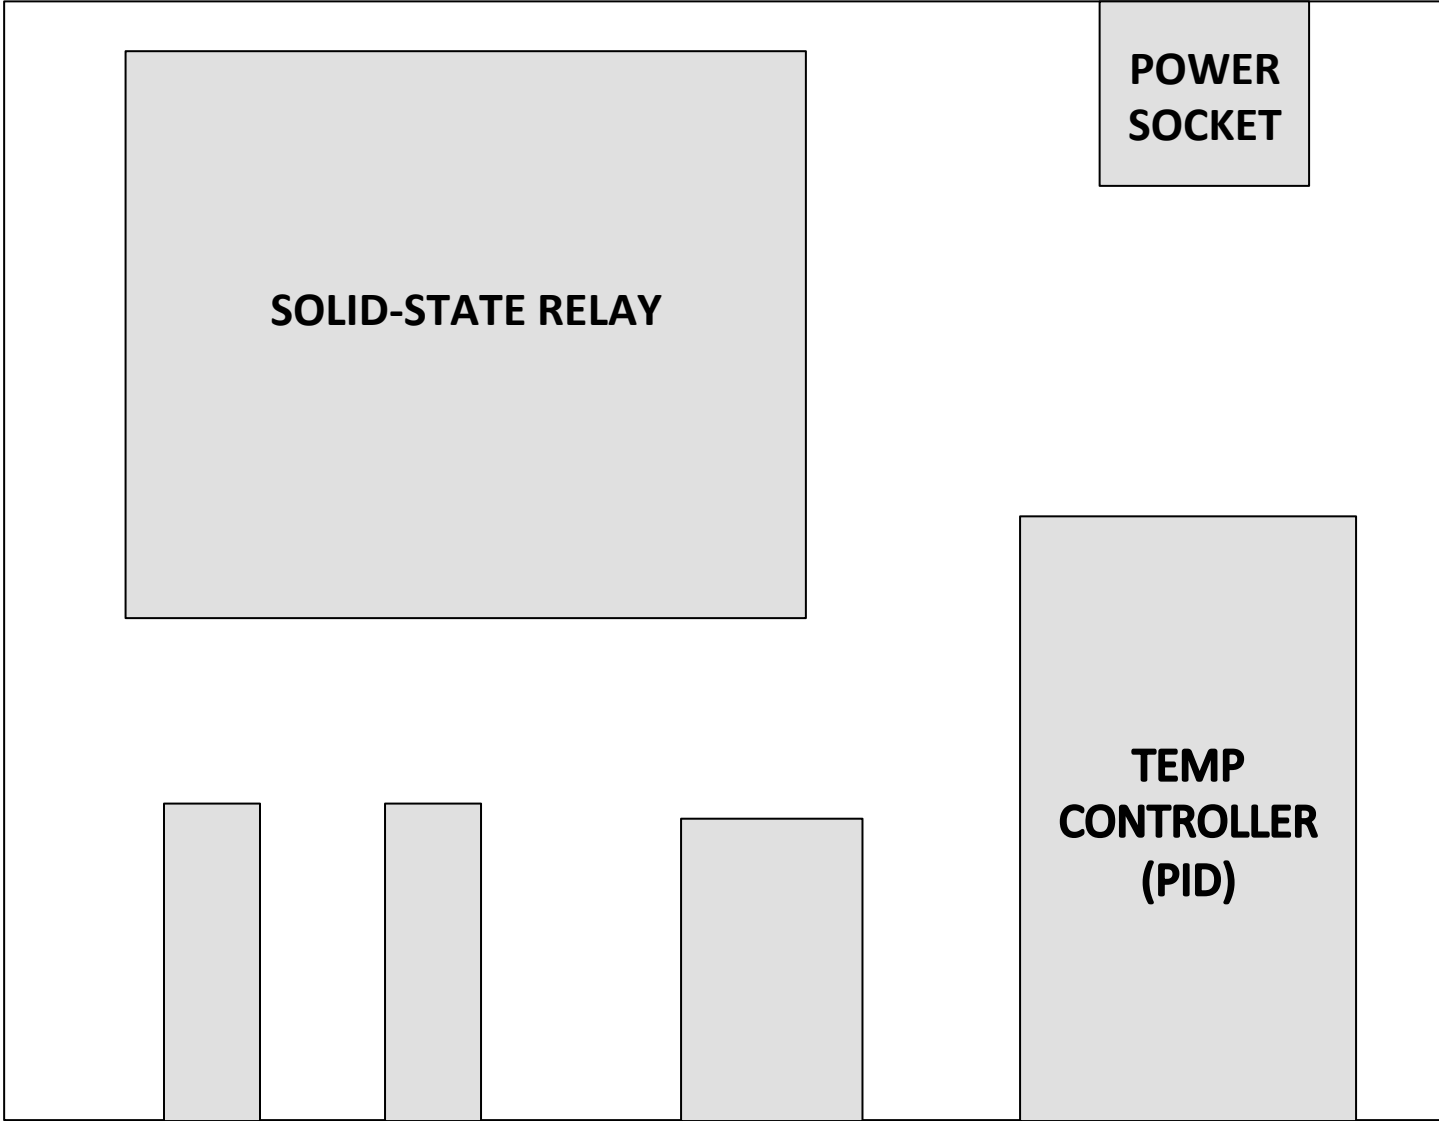 POWER
SOCKET
SOLID-STATE RELAY
TEMP
CONTROLLER
(PID)